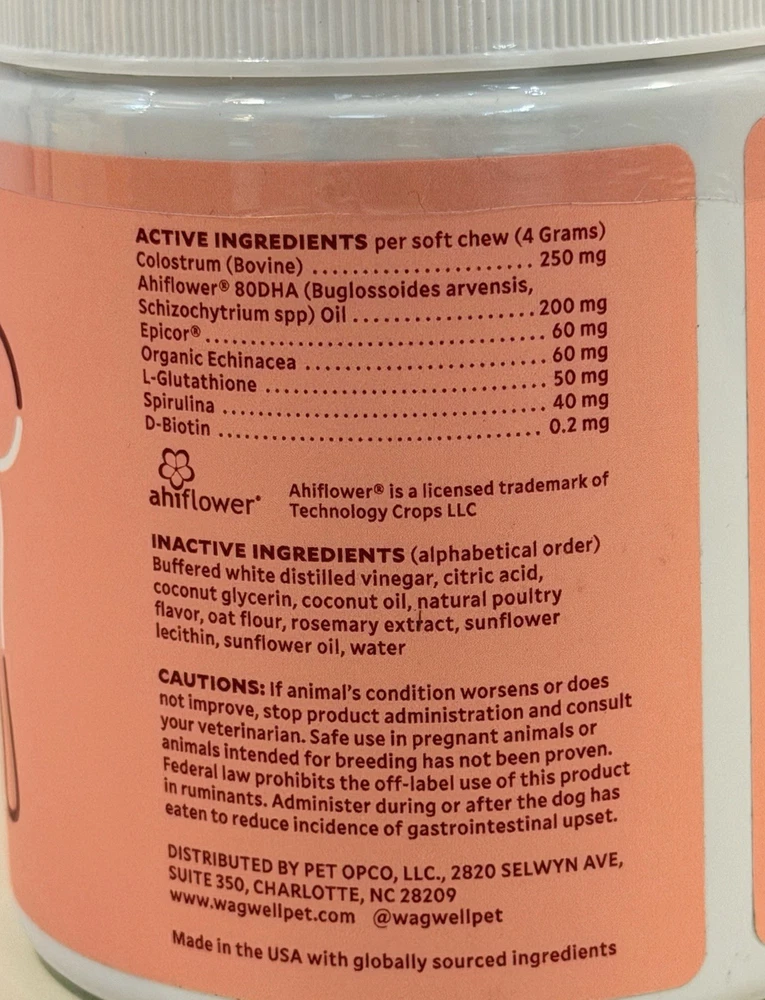 ACTIVE INGREDIENTS per soft chew (4 Grams)
Colostrum (Bovine) ........................ 250 mg
Ahiflower® 80DHA (Buglossoides arvensis,
Schizochytrium spp) Oil .................... 200 mg
Epicor® ..................................... 60 mg
Organic Echinacea ........................... 60 mg
L-Glutathione ............................... 50 mg
Spirulina ................................... 40 mg
D-Biotin .................................... 0.2 mg
ahiflower®
Ahiflower® is a licensed trademark of
Technology Crops LLC
INACTIVE INGREDIENTS (alphabetical order)
Buffered white distilled vinegar, citric acid,
coconut glycerin, coconut oil, natural poultry
flavor, oat flour, rosemary extract, sunflower
lecithin, sunflower oil, water
CAUTIONS: If animal's condition worsens or does
not improve, stop product administration and consult
your veterinarian. Safe use in pregnant animals or
animals intended for breeding has not been proven.
Federal law prohibits the off-label use of this product
in ruminants. Administer during or after the dog has
eaten to reduce incidence of gastrointestinal upset.
DISTRIBUTED BY PET OPCO, LLC., 2820 SELWYN AVE,
SUITE 350, CHARLOTTE, NC 28209
www.wagwellpet.com @wagwellpet
Made in the USA with globally sourced ingredients